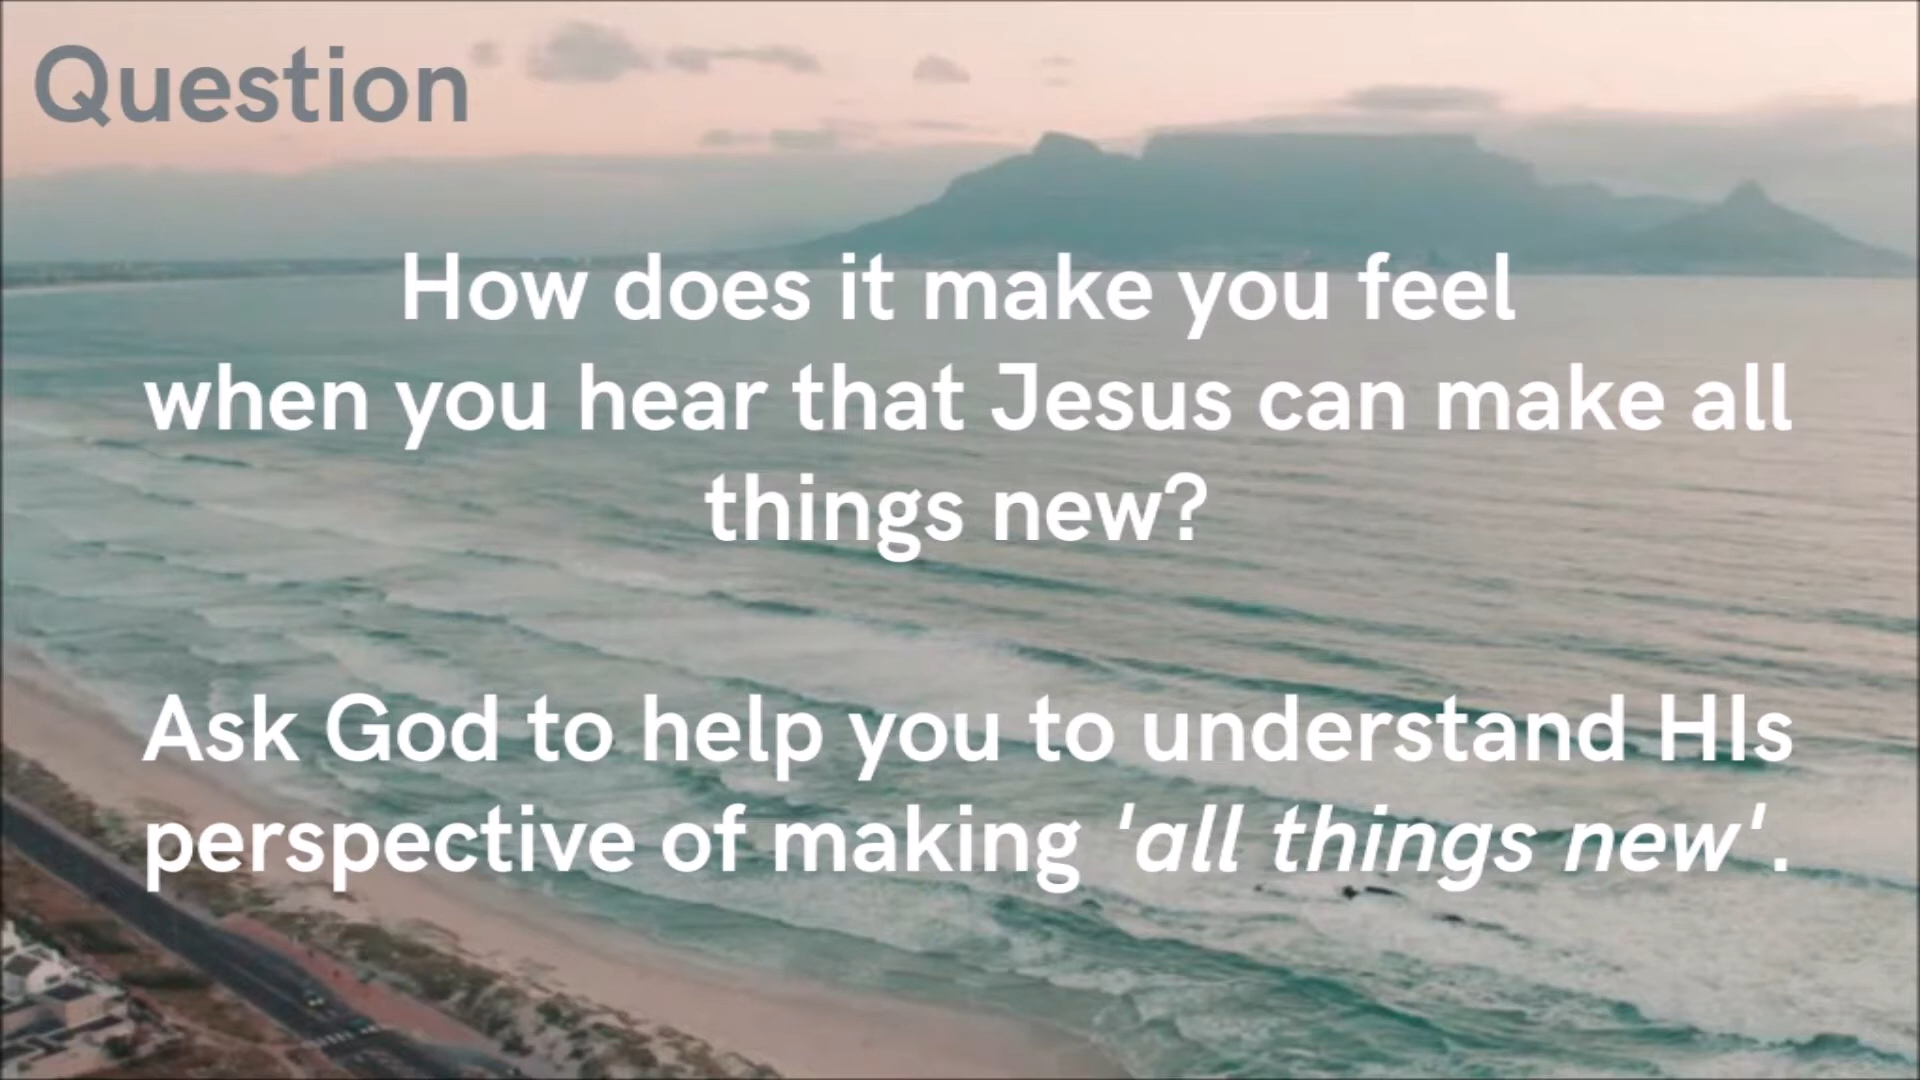 Question
How does it make you feel
when you hear that Jesus can make all
things new?
Ask God to help you to understand HIs
perspective of making 'all things new'.